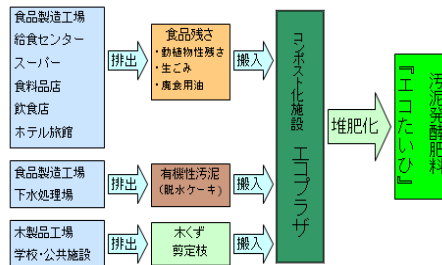 食品製造工場
給食センター
スーパー
食料品店
飲食店
ホテル旅館
排出
食品残さ
・動植物性残さ
・生ごみ
・廃食用油
搬入
食品製造工場
下水処理場
排出
有機性汚泥
(脱水ケーキ)
搬入
木製品工場
学校・公共施設
排出
木くず
剪定枝
搬入
コンポスト化施設 エコプラザ
堆肥化
汚泥発酵肥料
『エコたいひ』